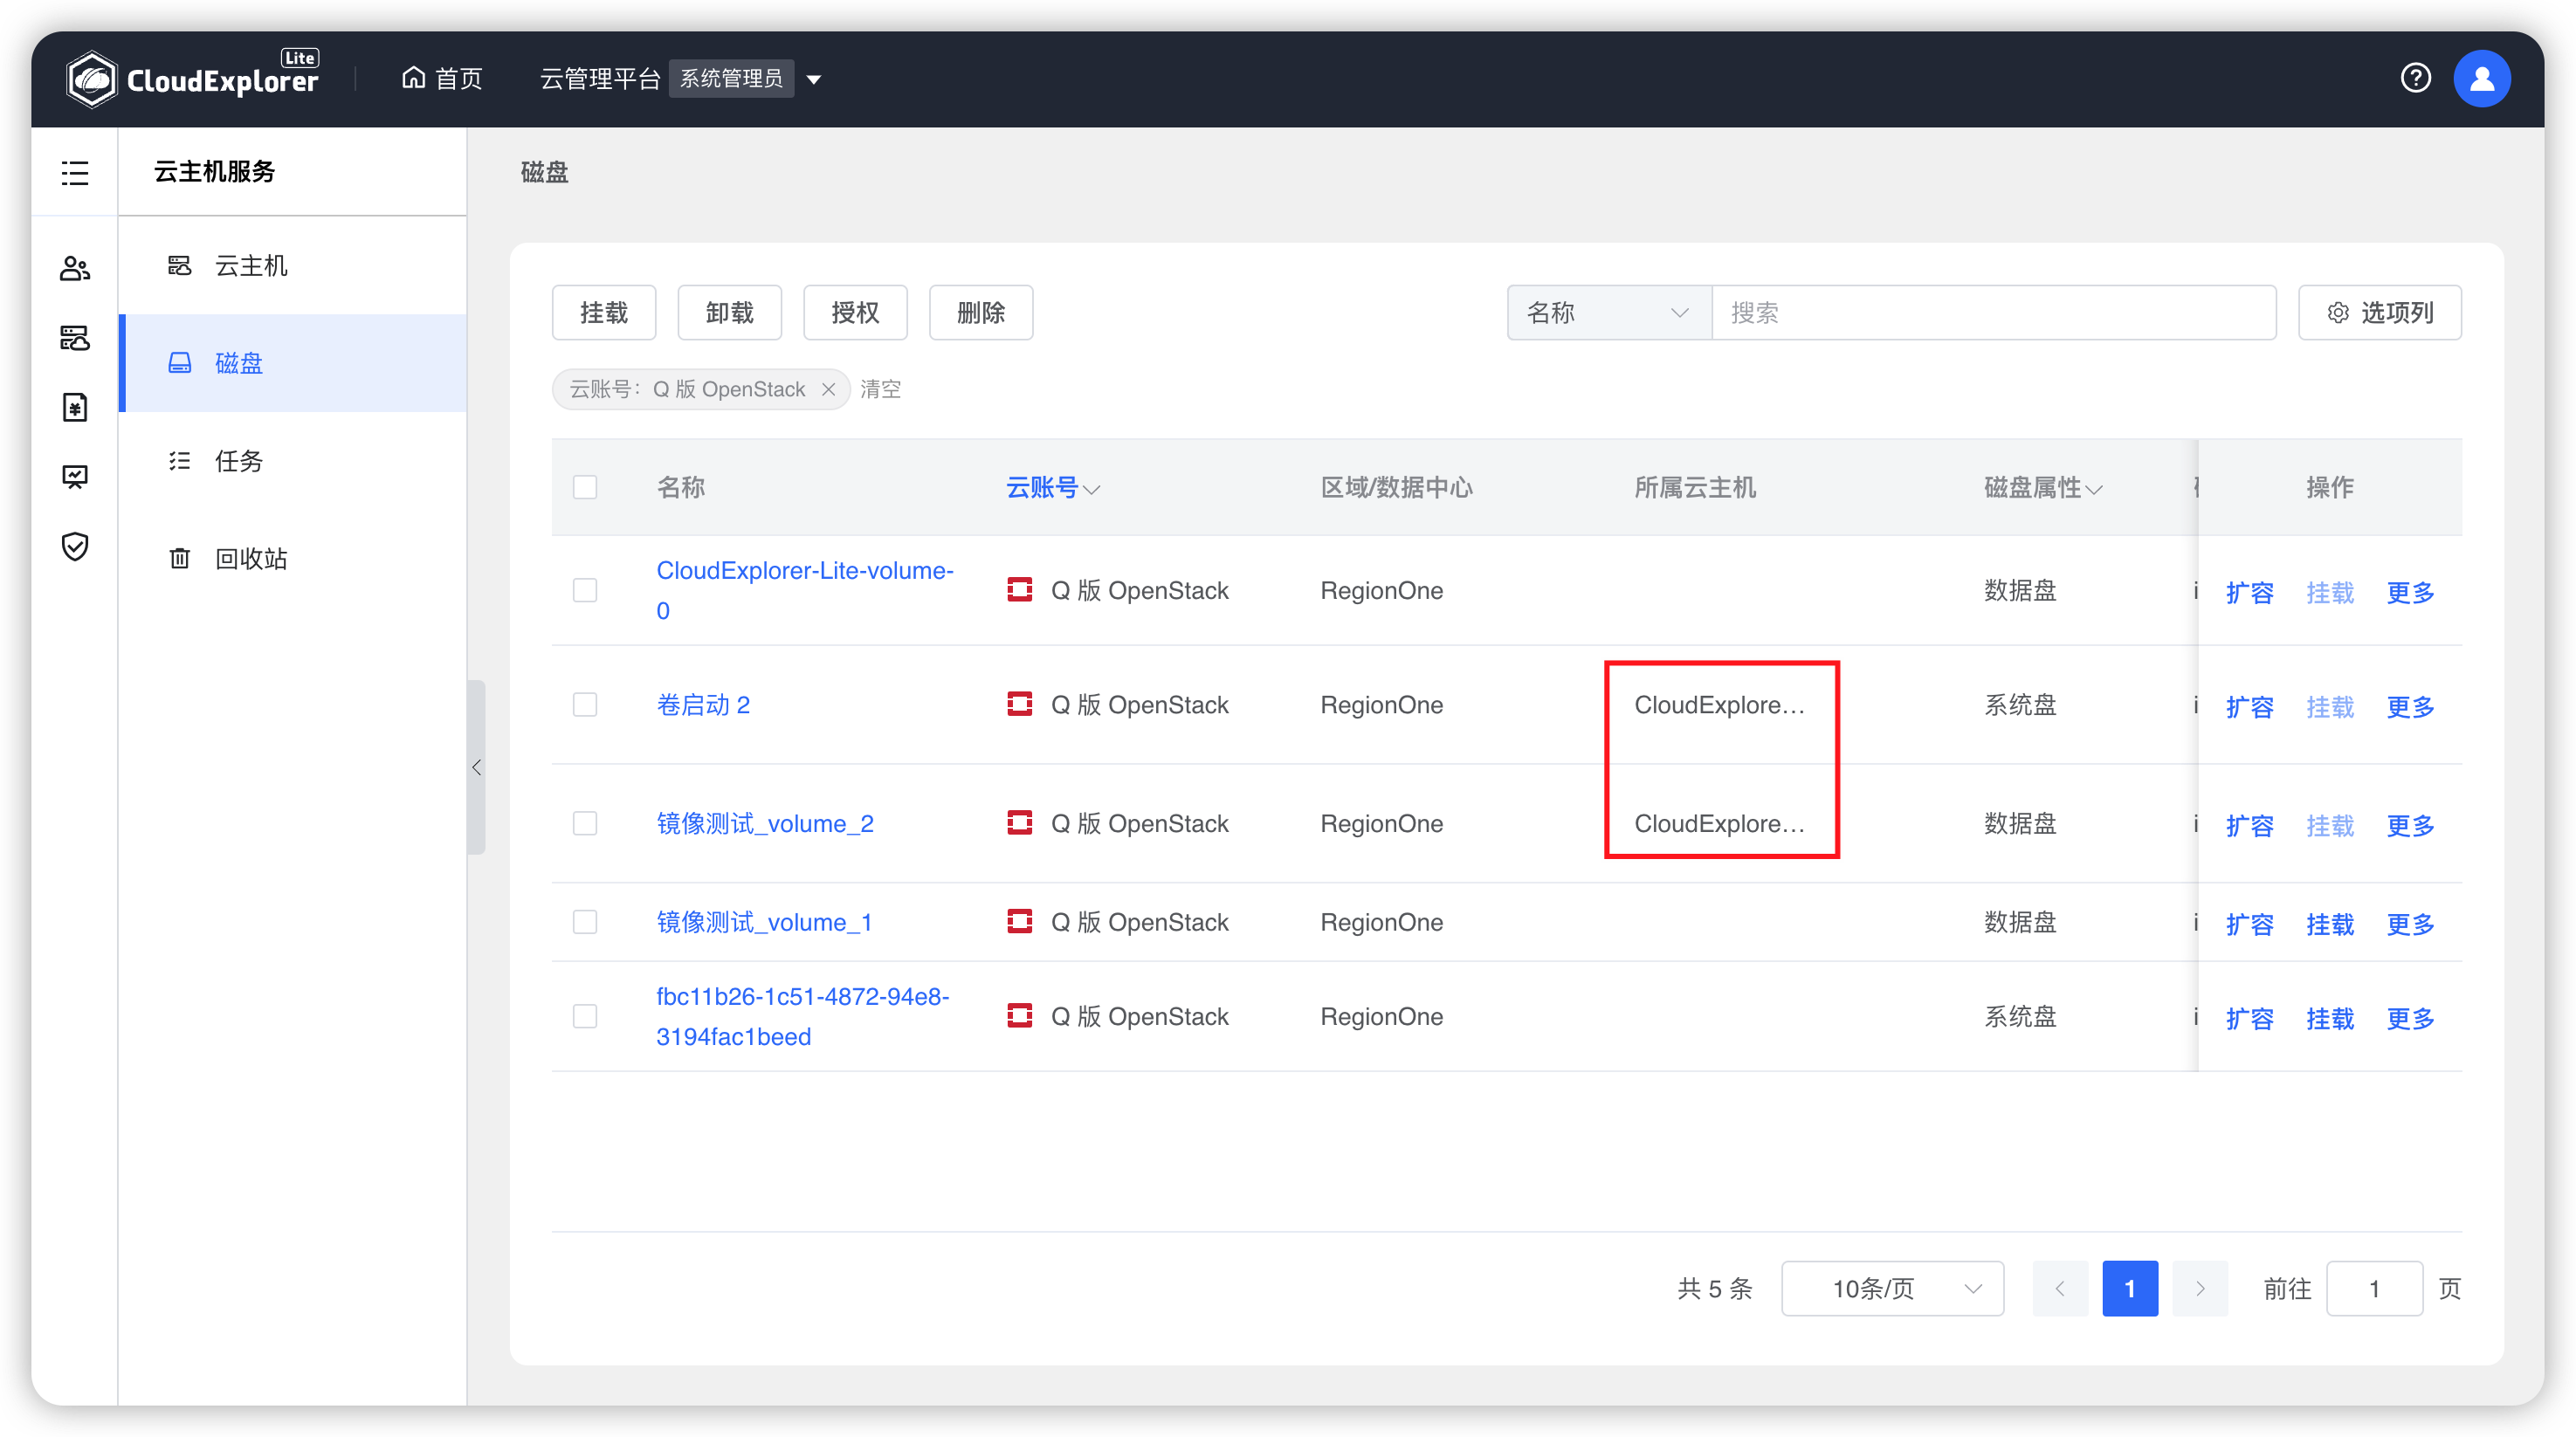 CloudExplorer Lite
首页
云管理平台 系统管理员
云主机服务
云主机
磁盘
任务
回收站
磁盘
挂载 卸载 授权 删除
名称 搜索 选项列
云账号：Q 版 OpenStack 清空
名称 云账号 区域/数据中心 所属云主机 磁盘属性 操作
CloudExplorer-Lite-volume-
0
Q 版 OpenStack RegionOne 数据盘 扩容 挂载 更多
卷启动 2 Q 版 OpenStack RegionOne CloudExplore... 系统盘 扩容 挂载 更多
镜像测试_volume_2 Q 版 OpenStack RegionOne CloudExplore... 数据盘 扩容 挂载 更多
镜像测试_volume_1 Q 版 OpenStack RegionOne 数据盘 扩容 挂载 更多
fbc11b26-1c51-4872-94e8-
3194fac1beed
Q 版 OpenStack RegionOne 系统盘 扩容 挂载 更多
共 5 条 10条/页 1 前往 1 页